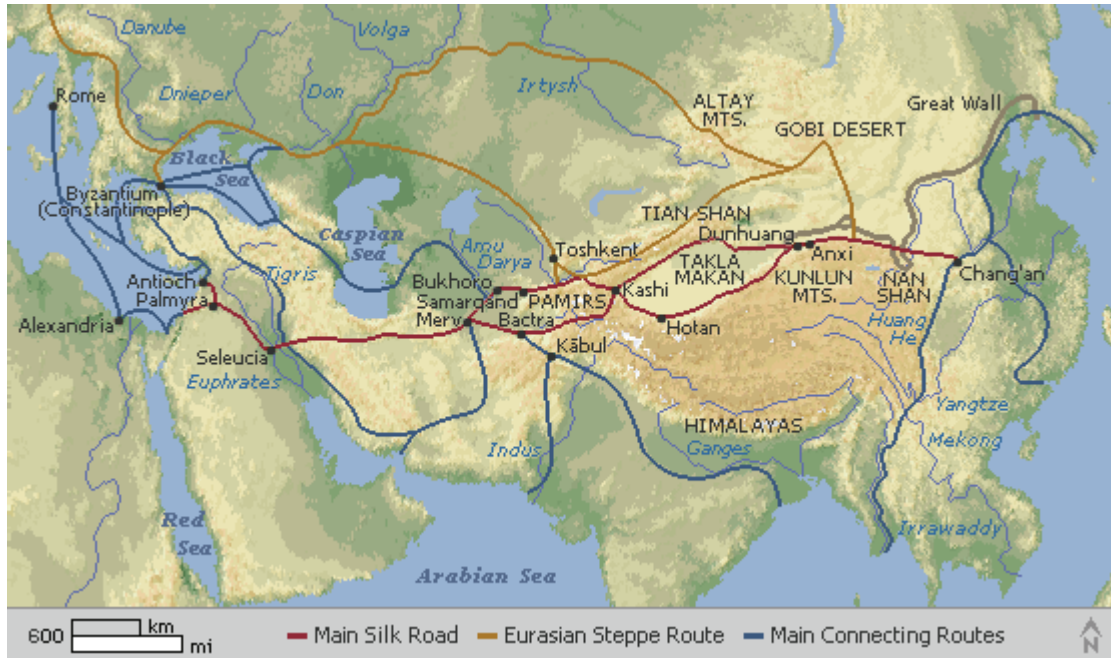 Danube
Volga
Rome
Dnieper
Don
Irtysh
ALTAY
MTS.
Great Wall
GOBI DESERT
Black
Sea
Byzantium
(Constantinople)
Caspian
Sea
TIAN SHAN
Dunhuang
Amu
Darya
Toshkent
Anxi
Tigris
TAKLA
MAKAN
KUNLUN
MTS.
NAN
SHAN
Chang'an
Antioch
Palmyra
Bukhoro
Samarqand
PAMIRS
Kashi
Merv
Bactra
Hotan
Huang
He
Alexandria
Seleucia
Kābul
Euphrates
Yangtze
HIMALAYAS
Indus
Ganges
Mekong
Red
Sea
Irrawaddy
Arabian Sea
600 km
mi
Main Silk Road
Eurasian Steppe Route
Main Connecting Routes
N